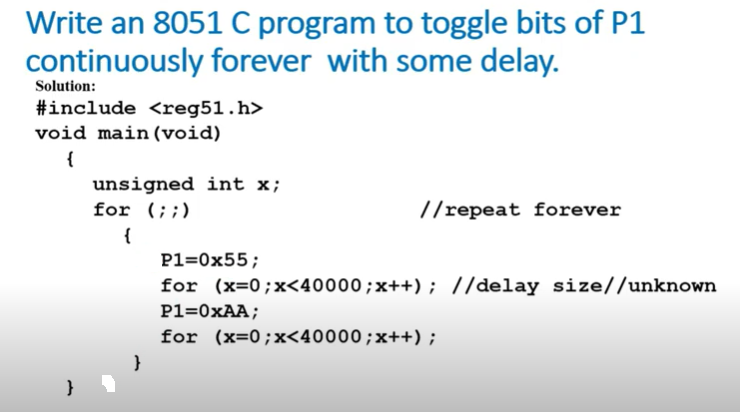 Write an 8051 C program to toggle bits of P1
continuously forever with some delay.
Solution:
#include <reg51.h>
void main(void)
{
unsigned int x;
for (;;) //repeat forever
{
P1=0x55;
for (x=0;x<40000;x++); //delay size//unknown
P1=0xAA;
for (x=0;x<40000;x++);
}
}